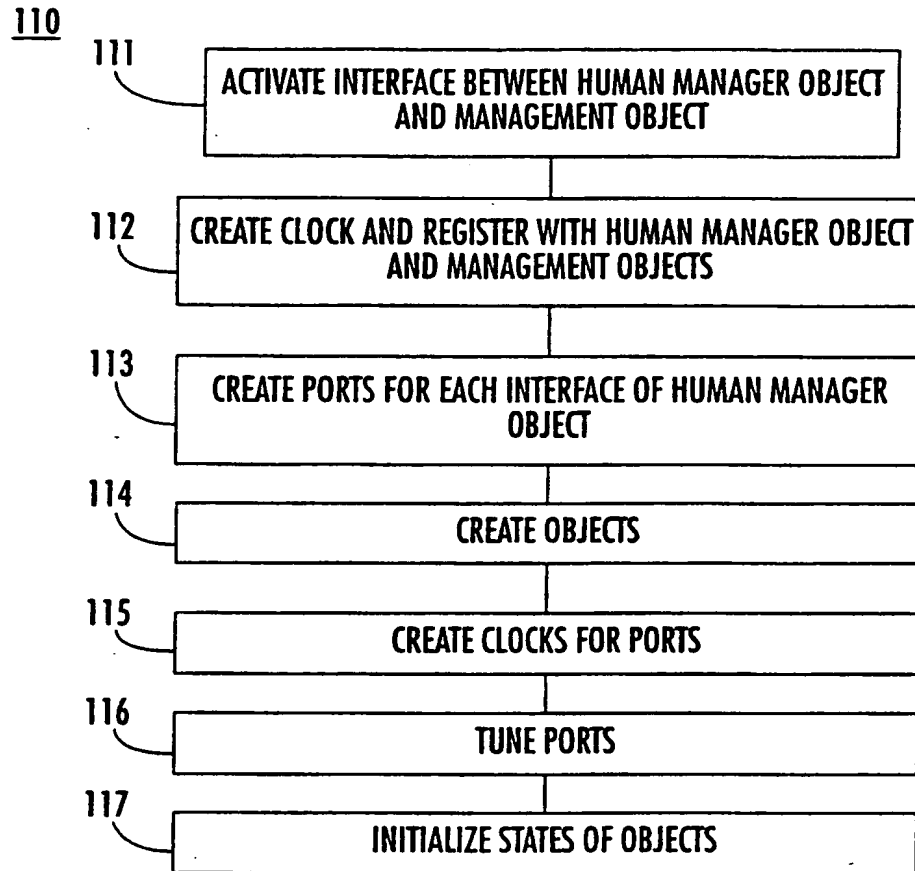 110
111
ACTIVATE INTERFACE BETWEEN HUMAN MANAGER OBJECT
AND MANAGEMENT OBJECT
112
CREATE CLOCK AND REGISTER WITH HUMAN MANAGER OBJECT
AND MANAGEMENT OBJECTS
113
CREATE PORTS FOR EACH INTERFACE OF HUMAN MANAGER
OBJECT
114
CREATE OBJECTS
115
CREATE CLOCKS FOR PORTS
116
TUNE PORTS
117
INITIALIZE STATES OF OBJECTS